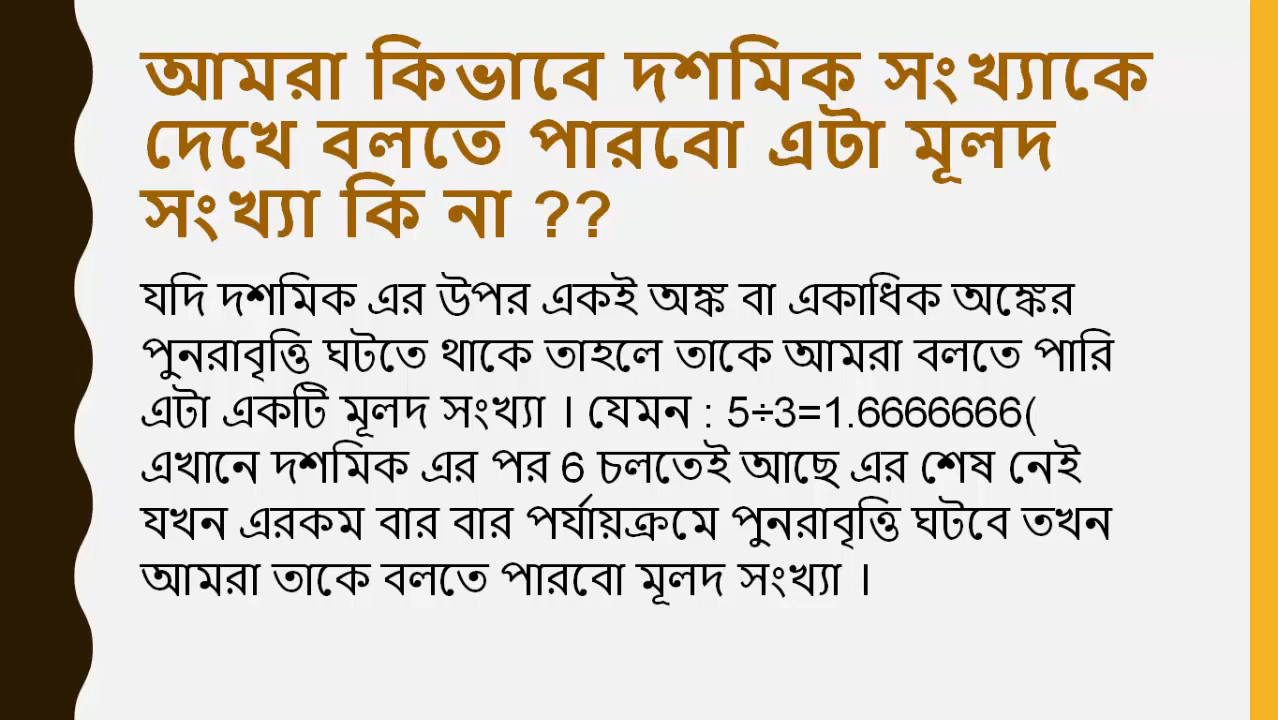 আমরা কিভাবে দশমিক সংখ্যাকে
দেখে বলতে পারবো এটা মূলদ
সংখ্যা কি না ??
যদি দশমিক এর উপর একই অঙ্ক বা একাধিক অঙ্কের
পুনরাবৃত্তি ঘটতে থাকে তাহলে তাকে আমরা বলতে পারি
এটা একটি মূলদ সংখ্যা । যেমন : 5÷3=1.6666666(
এখানে দশমিক এর পর 6 চলতেই আছে এর শেষ নেই
যখন এরকম বার বার পর্যায়ক্রমে পুনরাবৃত্তি ঘটবে তখন
আমরা তাকে বলতে পারবো মূলদ সংখ্যা ।